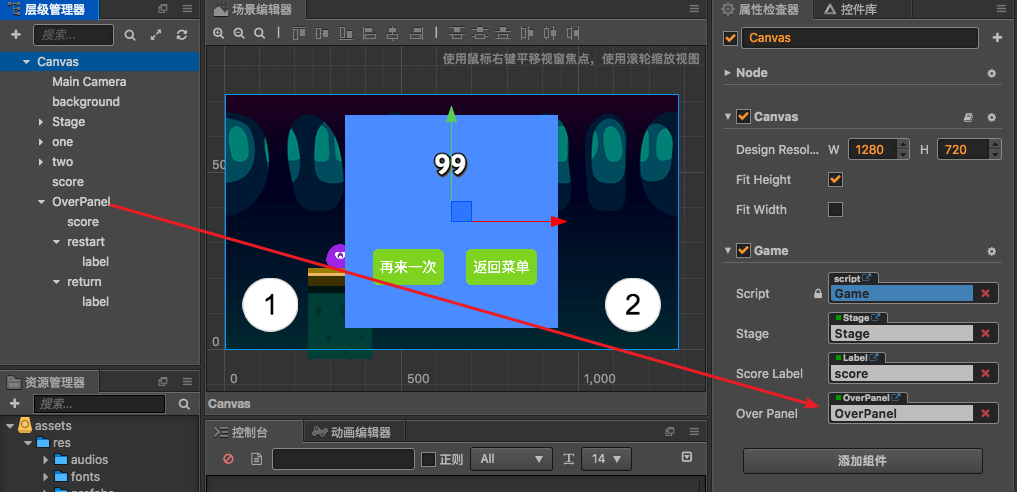 层级管理器
搜索...
Canvas
Main Camera
background
Stage
one
two
score
OverPanel
score
restart
label
return
label
资源管理器
搜索...
assets
res
audios
fonts
prefabs
场景编辑器
使用鼠标右键平移视窗焦点，使用滚轮缩放视图
500
0
0
500
1,000
99
再来一次
返回菜单
1
2
Canvas
控制台
动画编辑器
正则
All
14
属性检查器
控件库
Canvas
Node
Canvas
Design Resol...
W
1280
H
720
Fit Height
Fit Width
Game
script
Script
Game
Stage
Stage
Stage
Label
Score Label
score
OverPanel
Over Panel
OverPanel
添加组件